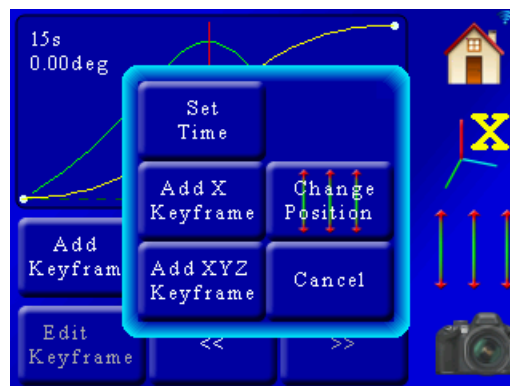 15s
0.00deg
Set
Time
X
Add X
Keyframe
Change
Position
Add
Keyfram
Add XYZ
Keyframe
Cancel
Edit
Keyframe
<<
>>